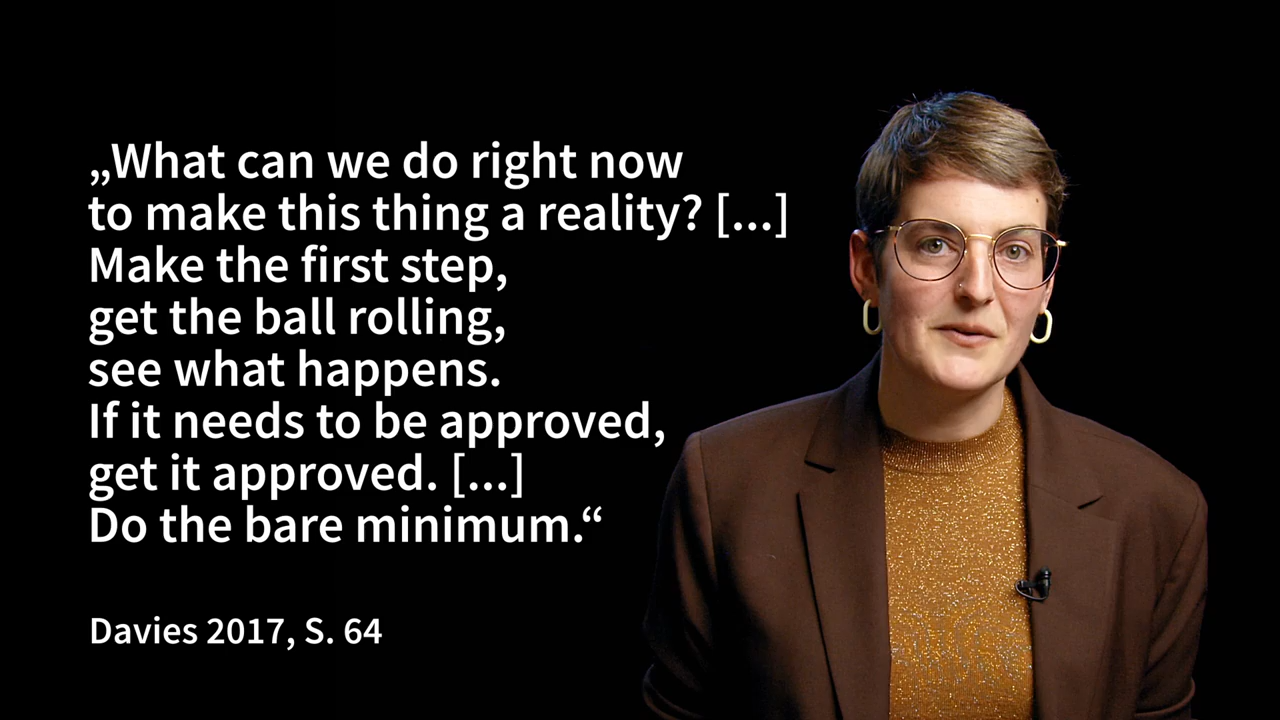 „What can we do right now
to make this thing a reality? [...]
Make the first step,
get the ball rolling,
see what happens.
If it needs to be approved,
get it approved. [...]
Do the bare minimum.“
Davies 2017, S. 64